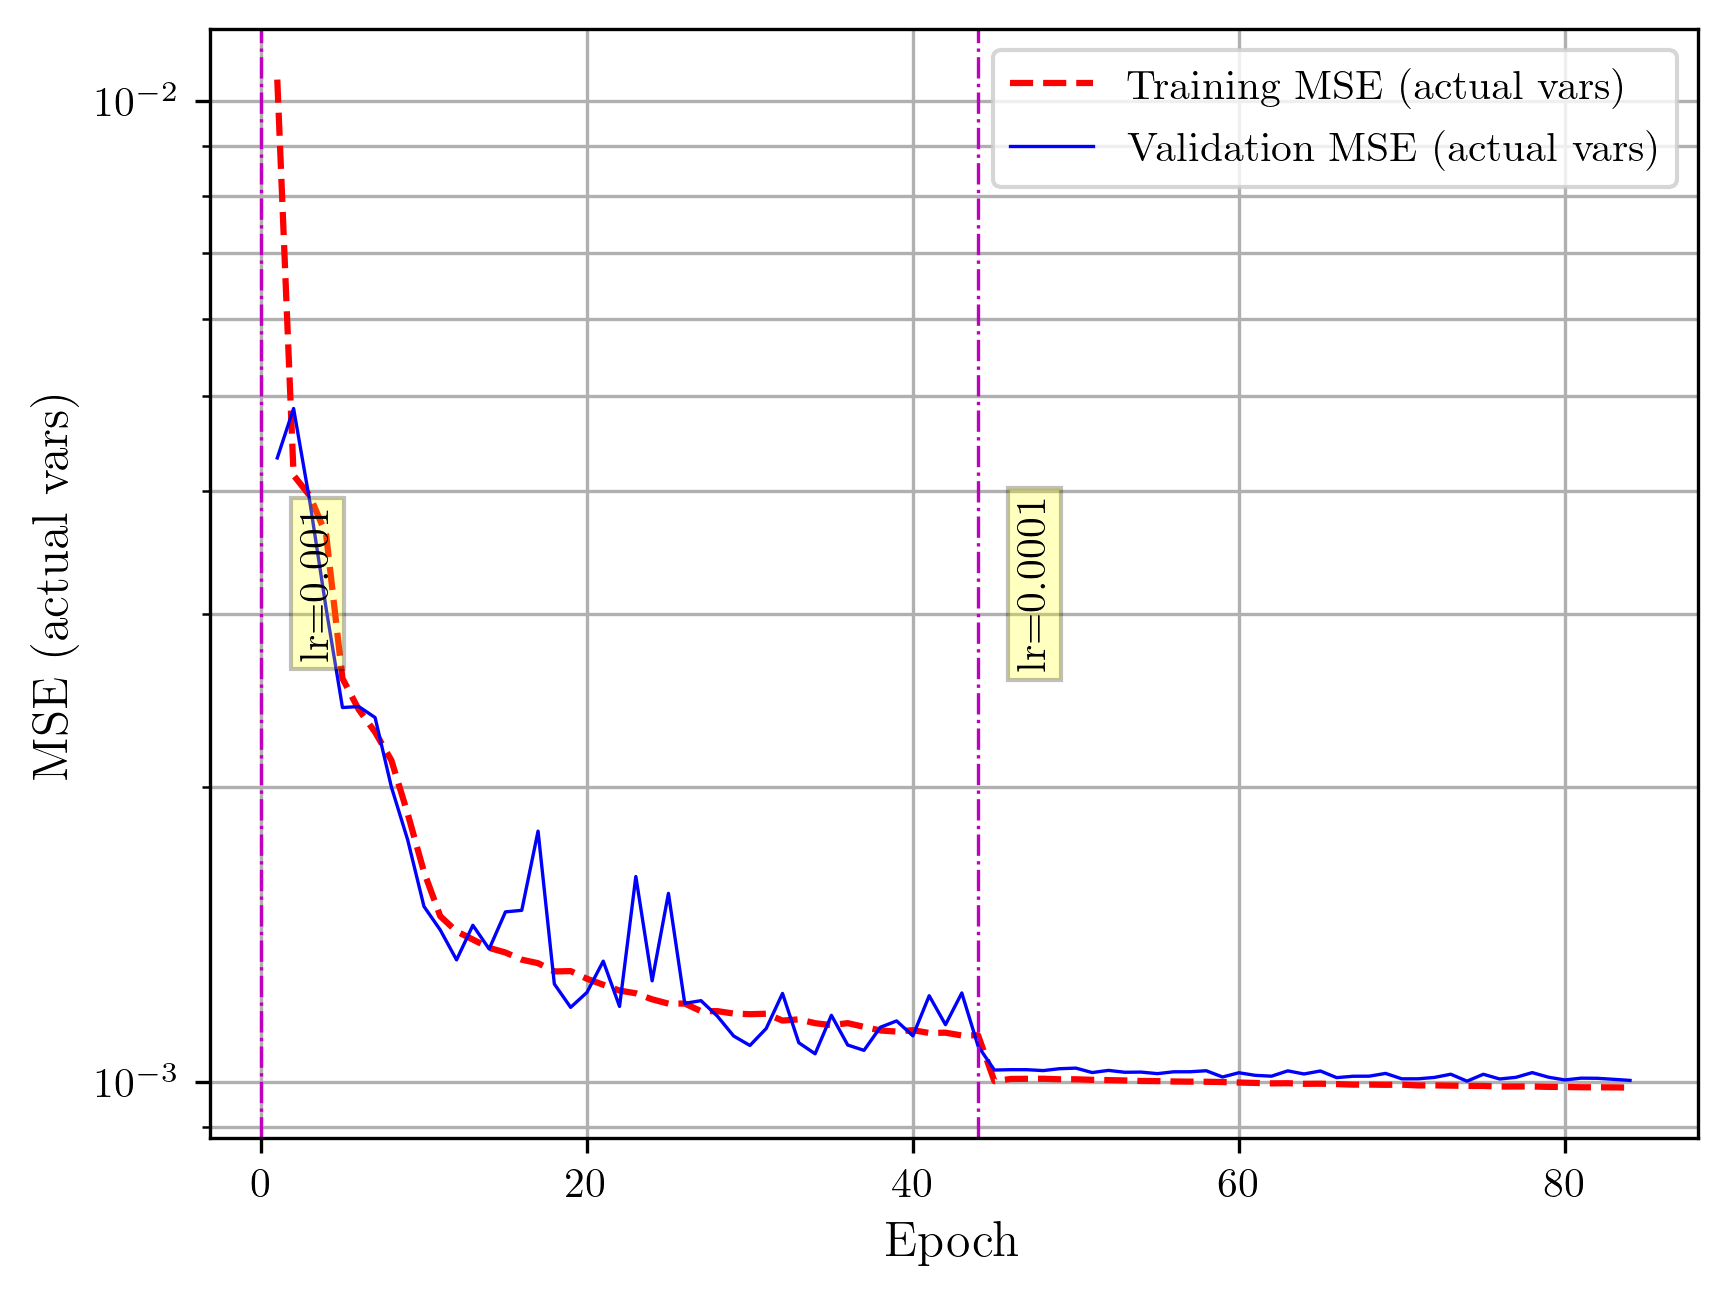 10⁻²
10⁻³
MSE (actual vars)
Training MSE (actual vars)
Validation MSE (actual vars)
lr=0.001
lr=0.0001
0 20 40 60 80
Epoch